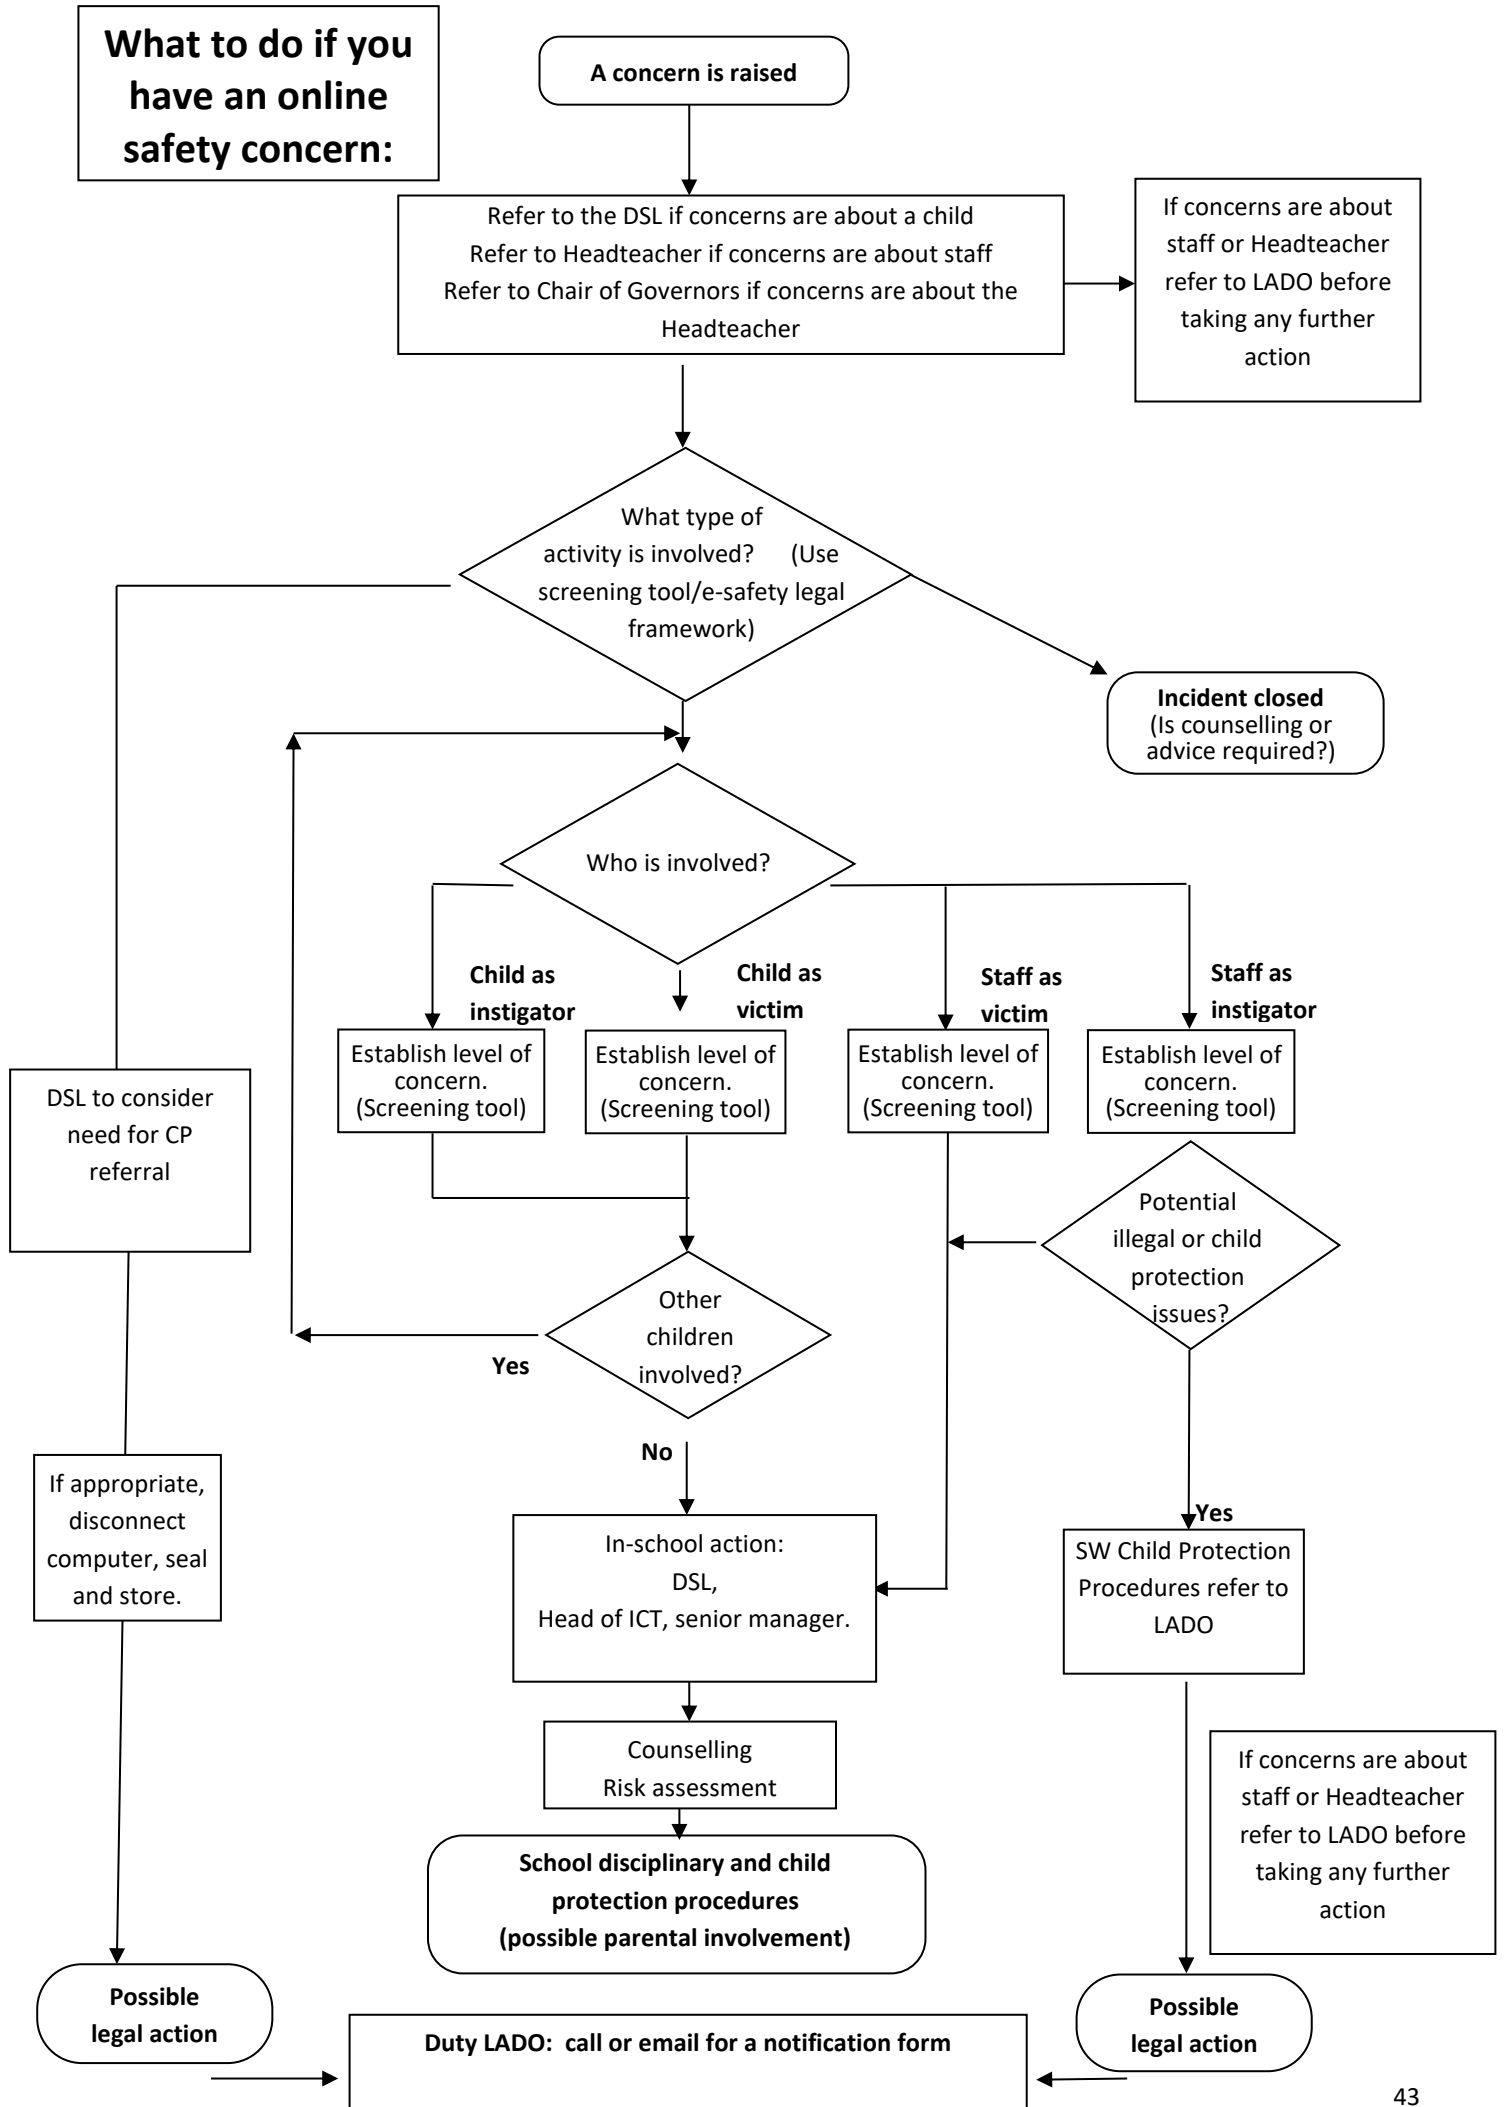 What to do if you
have an online
safety concern:
A concern is raised
Refer to the DSL if concerns are about a child
Refer to Headteacher if concerns are about staff
Refer to Chair of Governors if concerns are about the
Headteacher
If concerns are about
staff or Headteacher
refer to LADO before
taking any further
action
What type of
activity is involved? (Use
screening tool/e-safety legal
framework)
Incident closed
(Is counselling or
advice required?)
Who is involved?
Child as
instigator
Child as
victim
Staff as
victim
Staff as
instigator
Establish level of
concern.
(Screening tool)
Establish level of
concern.
(Screening tool)
Establish level of
concern.
(Screening tool)
Establish level of
concern.
(Screening tool)
DSL to consider
need for CP
referral
Potential
illegal or child
protection
issues?
Other
children
involved?
Yes
No
If appropriate,
disconnect
computer, seal
and store.
In-school action:
DSL,
Head of ICT, senior manager.
Yes
SW Child Protection
Procedures refer to
LADO
Counselling
Risk assessment
If concerns are about
staff or Headteacher
refer to LADO before
taking any further
action
School disciplinary and child
protection procedures
(possible parental involvement)
Possible
legal action
Possible
legal action
Duty LADO: call or email for a notification form
43